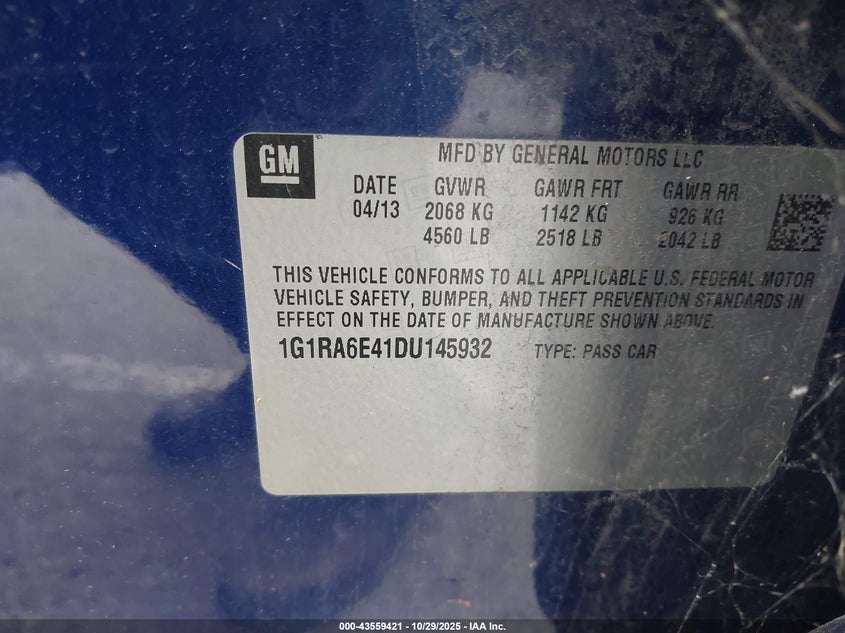 GM
MFD BY GENERAL MOTORS LLC
DATE GVWR GAWR FRT GAWR RR
04/13 2068 KG 1142 KG 926 KG
4560 LB 2518 LB 2042 LB
THIS VEHICLE CONFORMS TO ALL APPLICABLE U.S. FEDERAL MOTOR
VEHICLE SAFETY, BUMPER, AND THEFT PREVENTION STANDARDS IN
EFFECT ON THE DATE OF MANUFACTURE SHOWN ABOVE.
1G1RA6E41DU145932 TYPE: PASS CAR
000-43559421 - 10/29/2025 - IAA Inc.